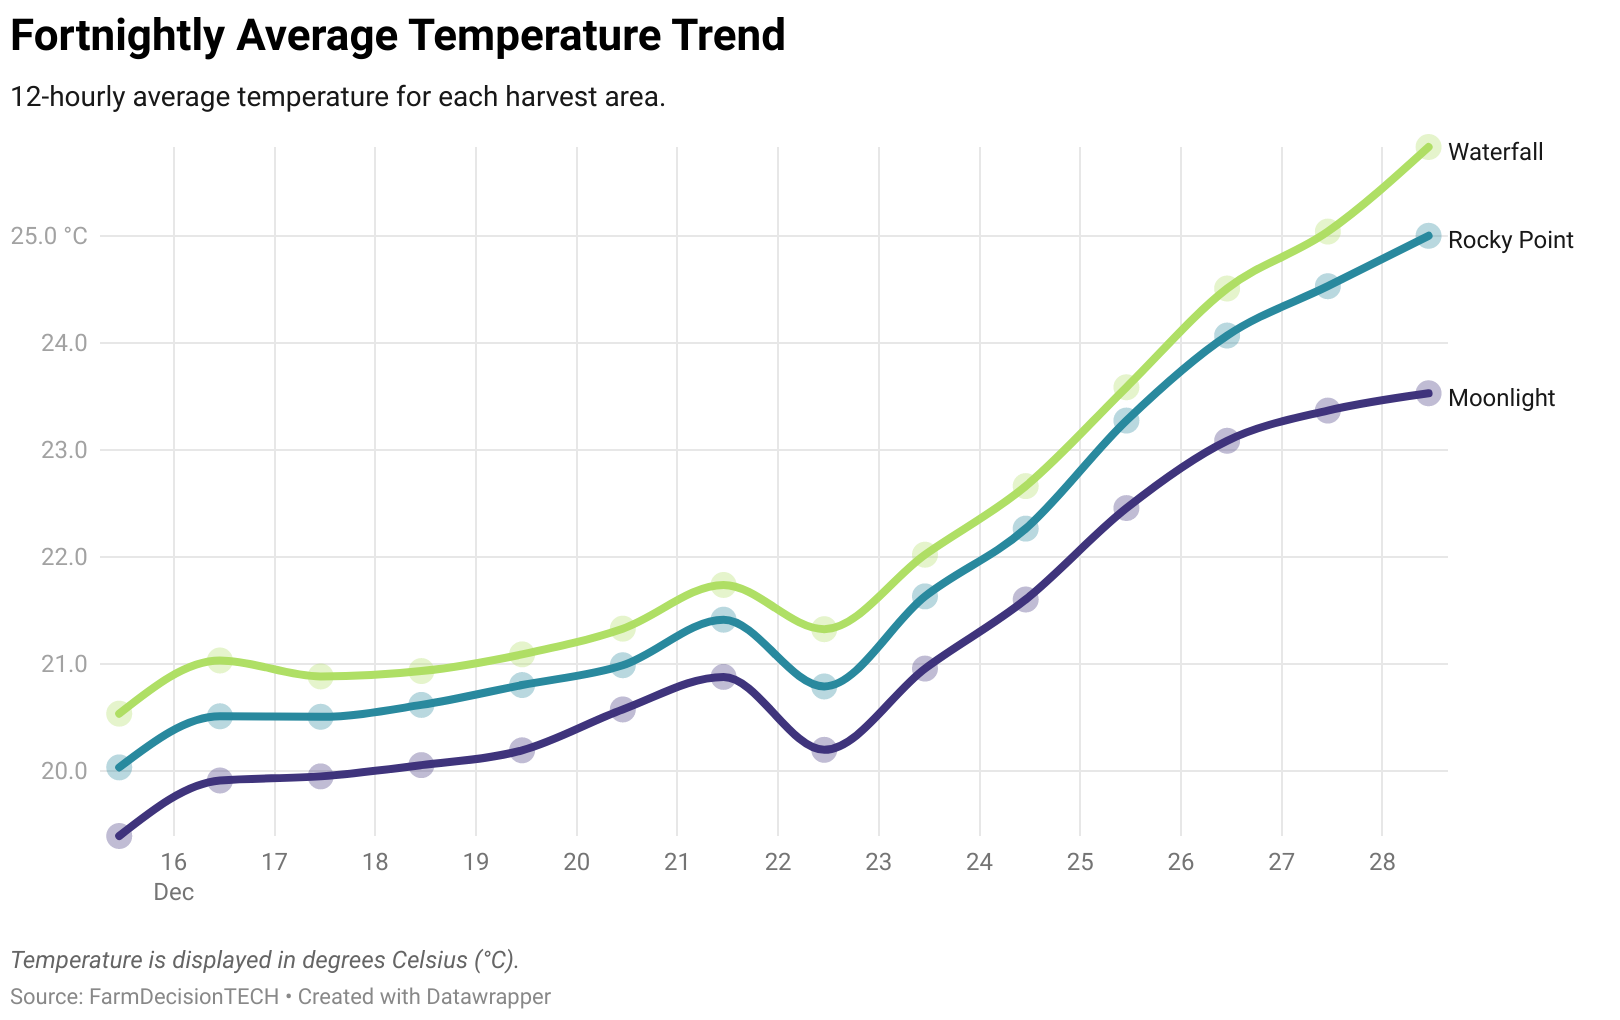 Fortnightly Average Temperature Trend
12-hourly average temperature for each harvest area.
Waterfall
25.0 °C
Rocky Point
24.0
Moonlight
23.0
22.0
21.0
20.0
16 17 18 19 20 21 22 23 24 25 26 27 28
Dec
Temperature is displayed in degrees Celsius (°C).
Source: FarmDecisionTECH • Created with Datawrapper